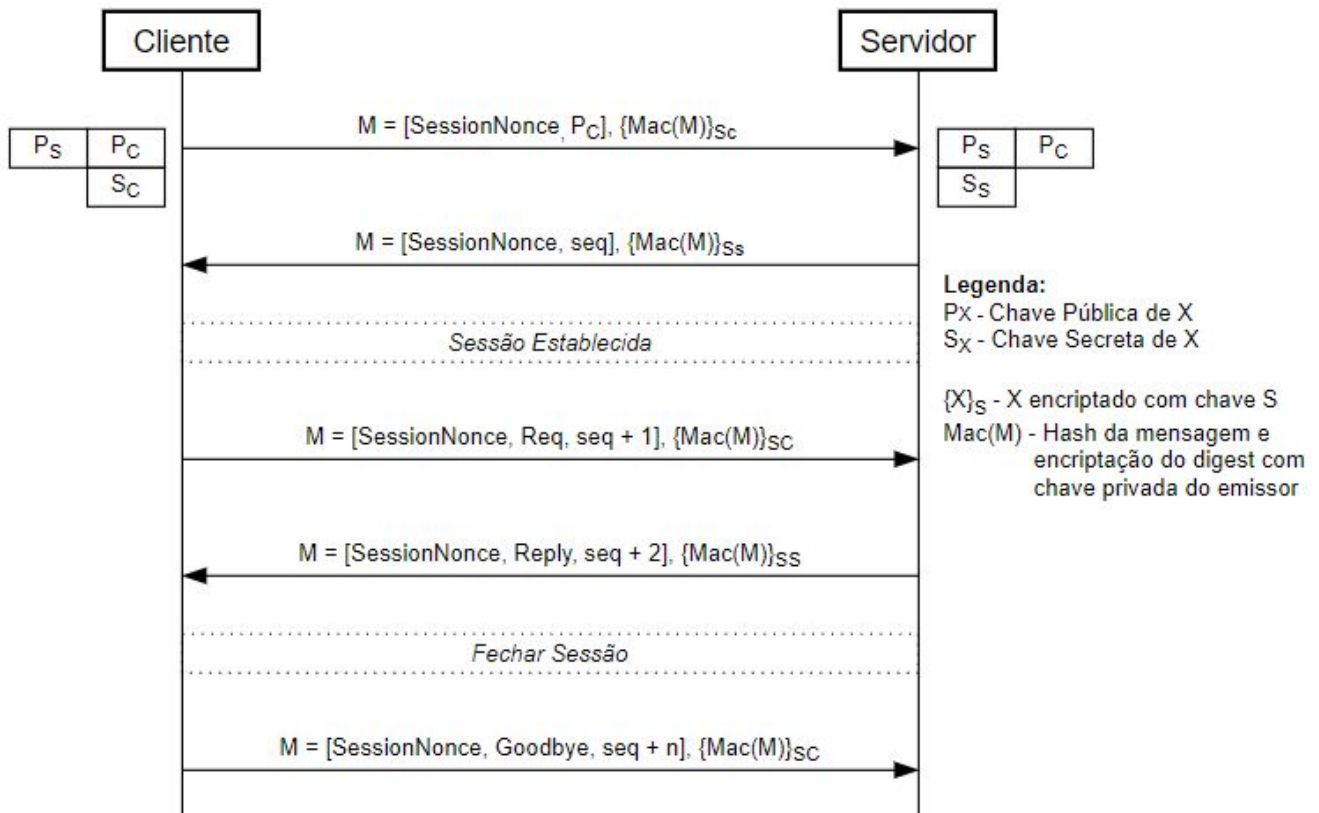 Cliente
Servidor
M = [SessionNonce, PC], {Mac(M)}Sc
PS PC
SC
PS PC
SS
M = [SessionNonce, seq], {Mac(M)}Ss
Legenda:
PX - Chave Pública de X
SX - Chave Secreta de X
Sessão Establecida
{X}S - X encriptado com chave S
Mac(M) - Hash da mensagem e
encriptação do digest com
chave privada do emissor
M = [SessionNonce, Req, seq + 1], {Mac(M)}SC
M = [SessionNonce, Reply, seq + 2], {Mac(M)}SS
Fechar Sessão
M = [SessionNonce, Goodbye, seq + n], {Mac(M)}SC